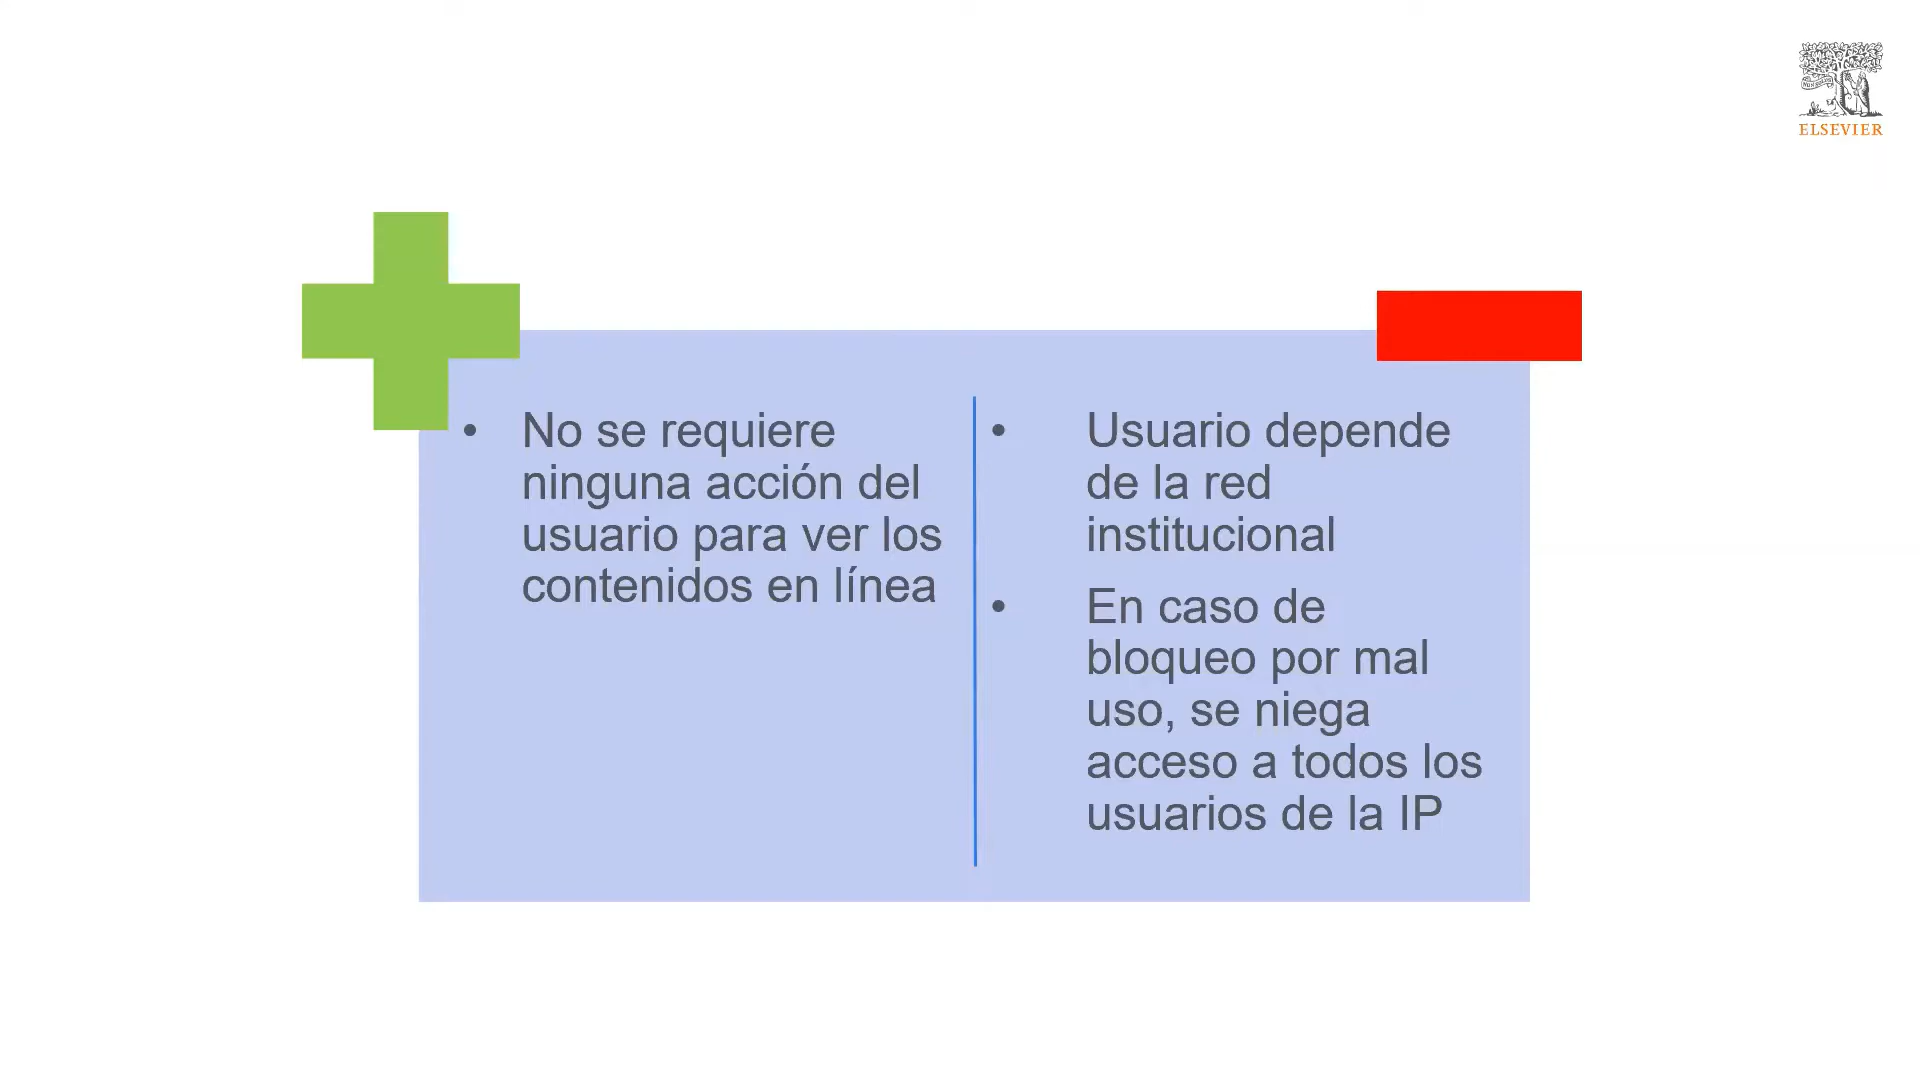 ELSEVIER
• No se requiere
ninguna acción del
usuario para ver los
contenidos en línea
• Usuario depende
de la red
institucional
• En caso de
bloqueo por mal
uso, se niega
acceso a todos los
usuarios de la IP